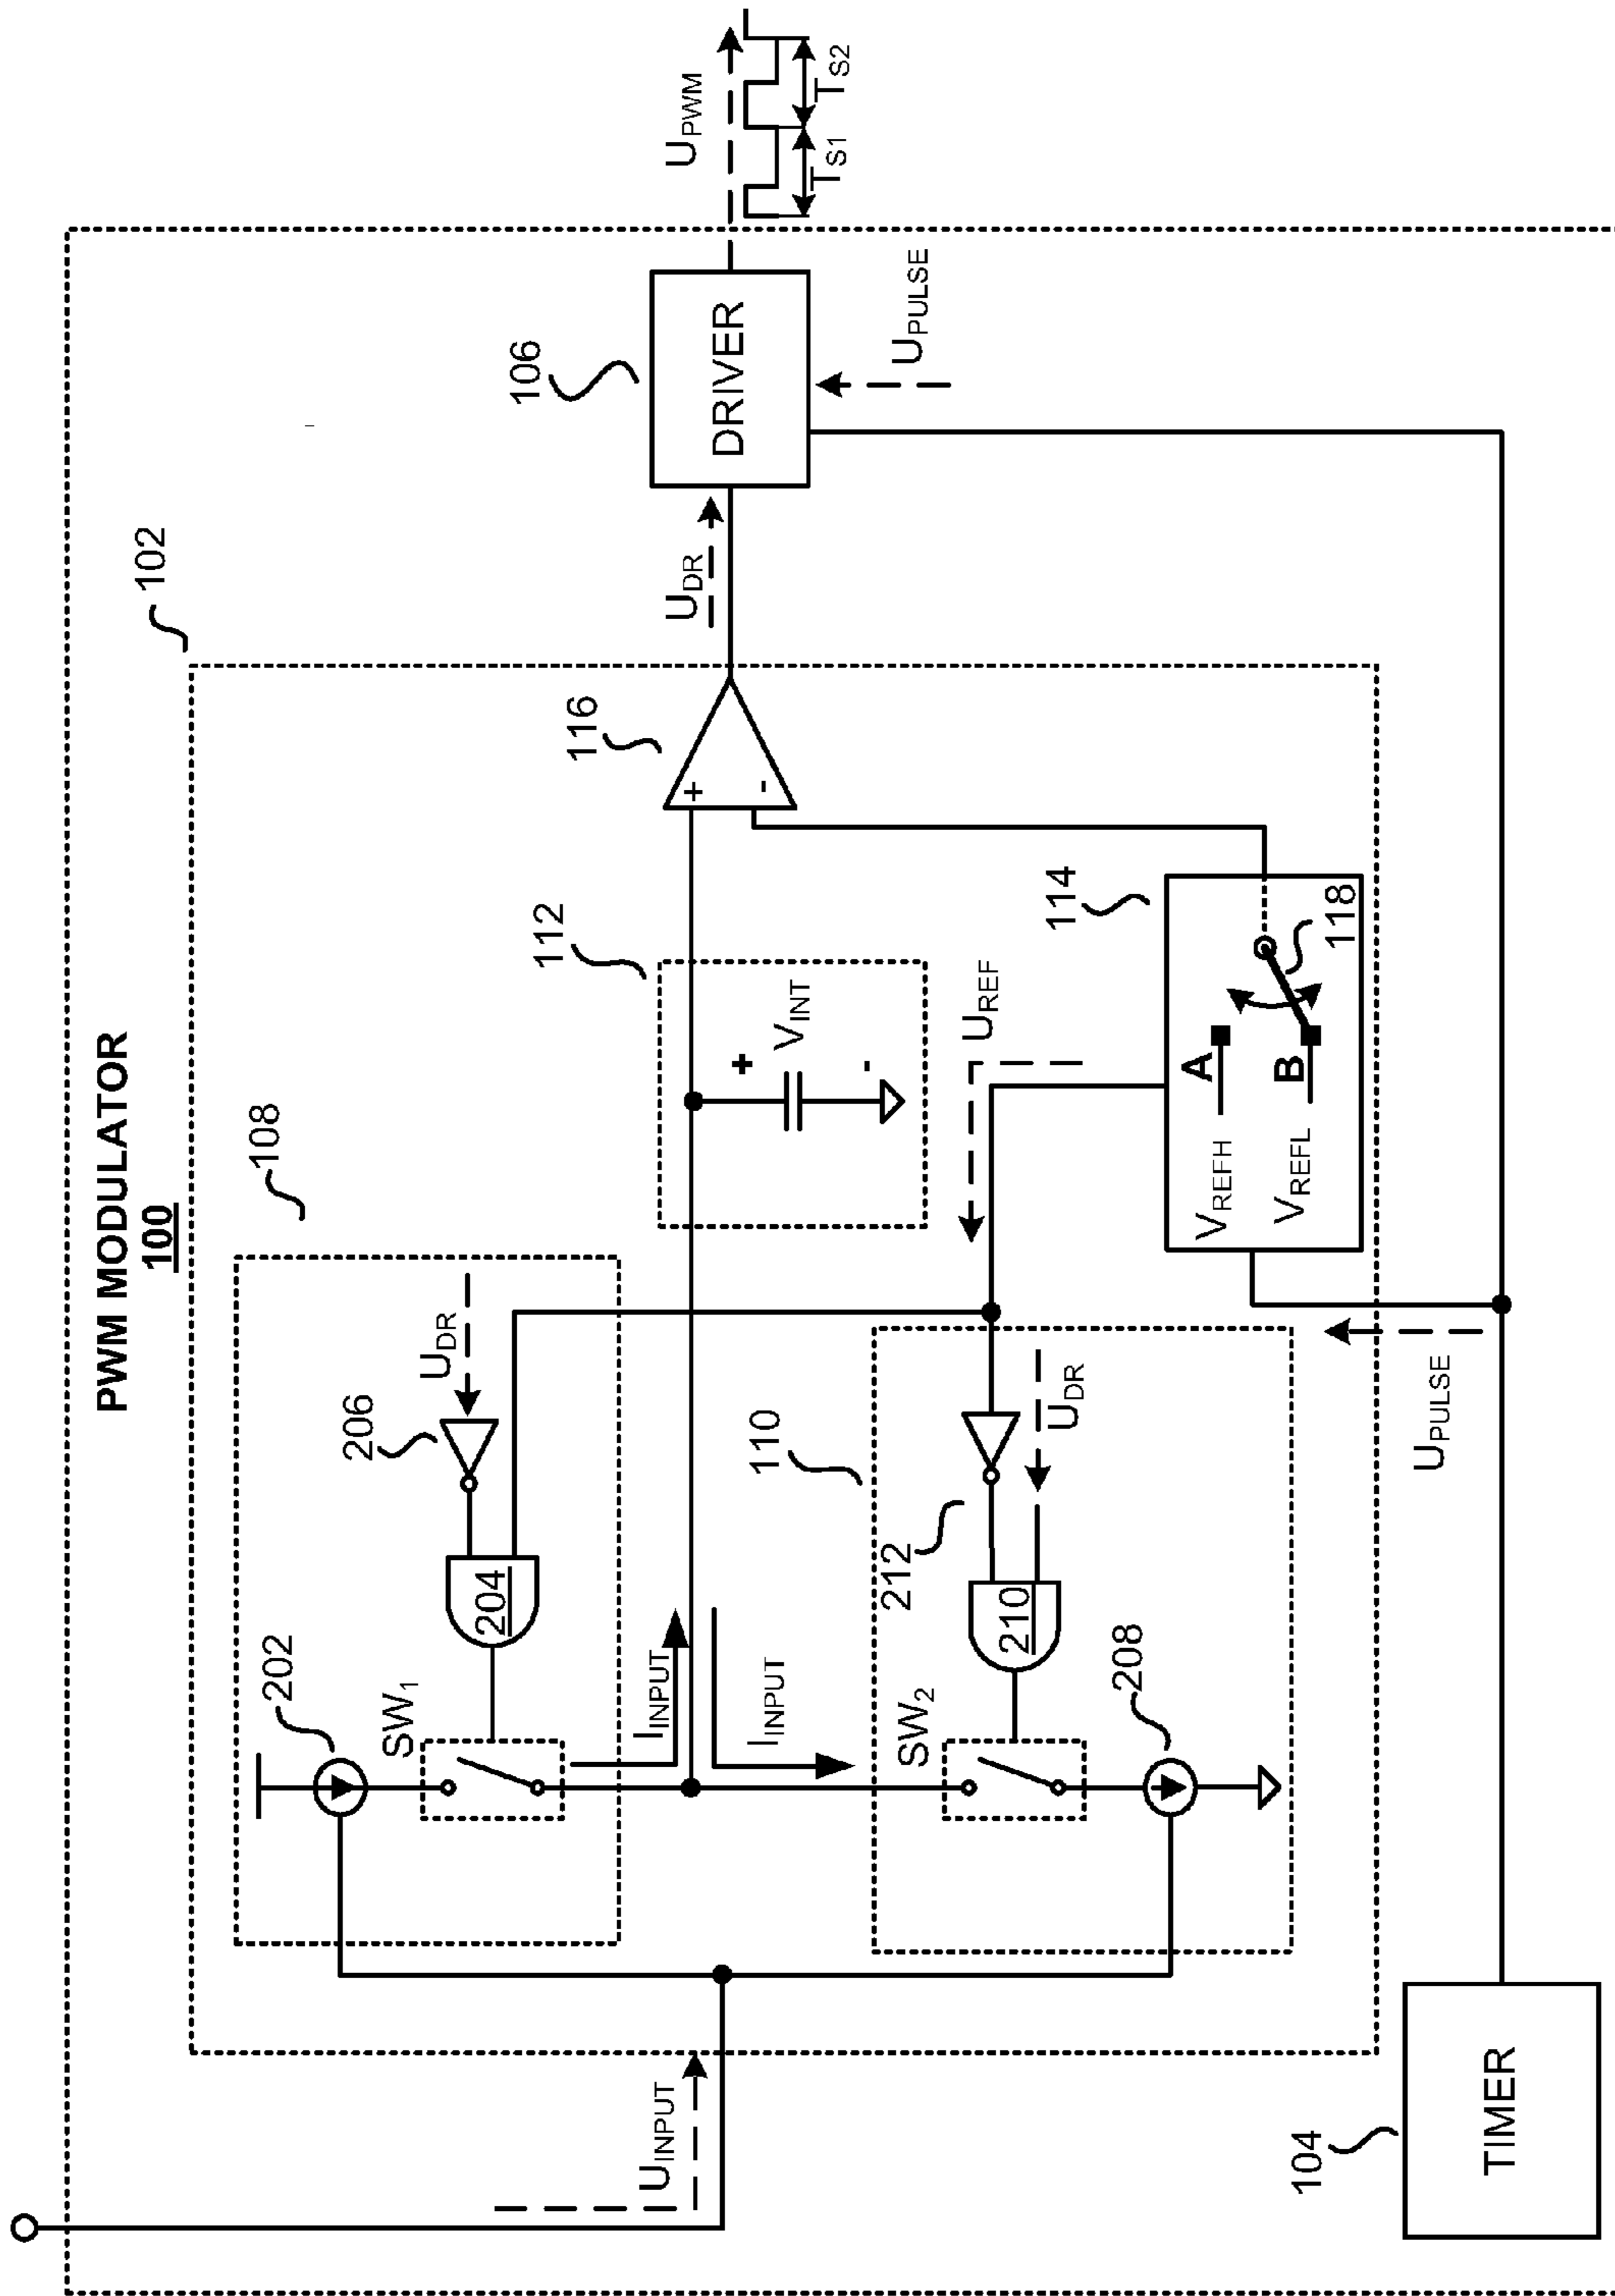 PWM MODULATOR
100
102
108
202
SW1
204
206
UDR
IINPUT
IINPUT
112
+
VINT
-
116
+
-
UDR
106
DRIVER
UPULSE
UPWM
TS1
TS2
UINPUT
110
212
210
UDR
SW2
208
UREF
114
A
VREFH
B
VREFL
118
UPULSE
104
TIMER